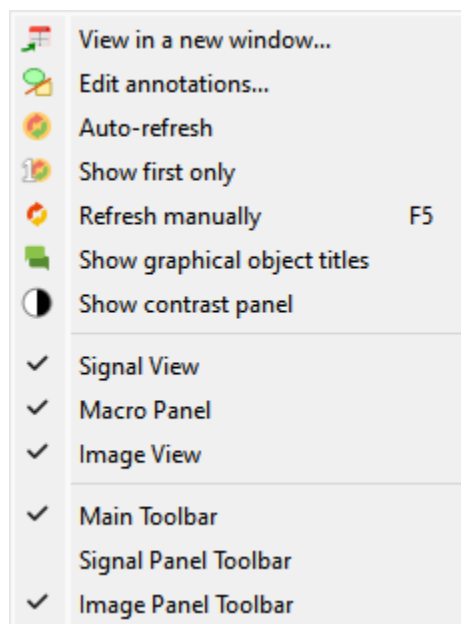 View in a new window...
Edit annotations...
Auto-refresh
1 Show first only
Refresh manually F5
Show graphical object titles
Show contrast panel
Signal View
Macro Panel
Image View
Main Toolbar
Signal Panel Toolbar
Image Panel Toolbar